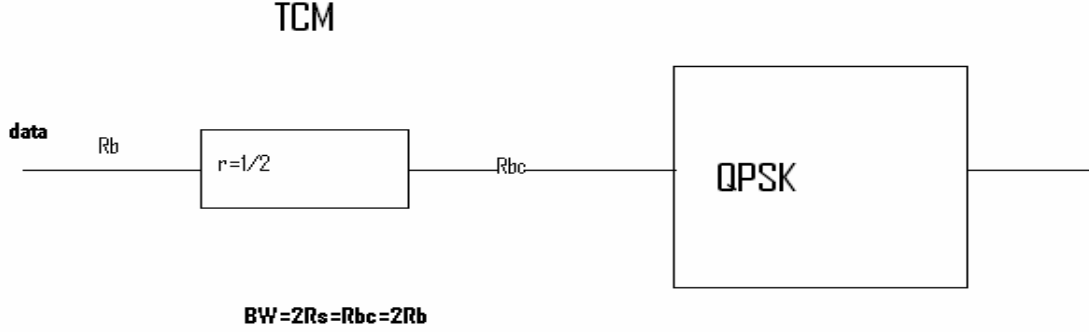 TCM
data
Rb
r=1/2
Rbc
QPSK
BW=2Rs=Rbc=2Rb